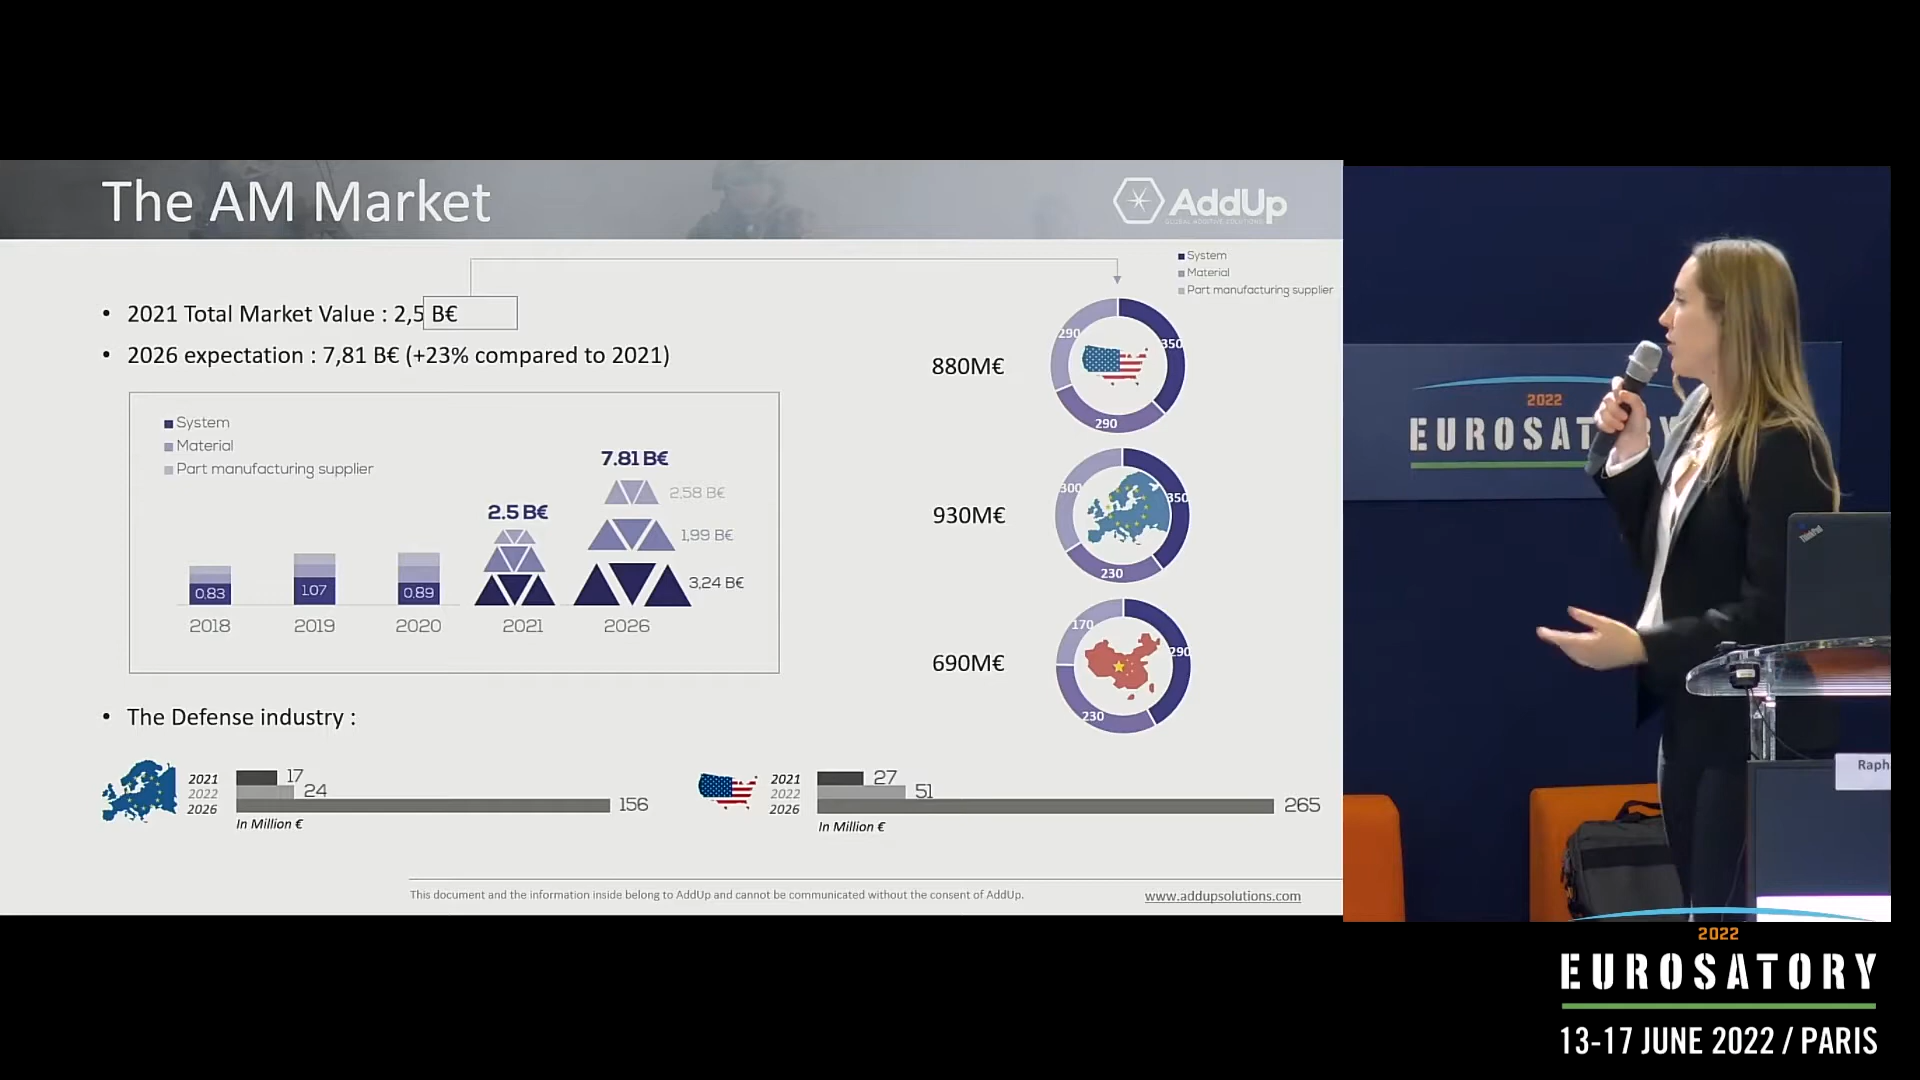 The AM Market
AddUp
• 2021 Total Market Value : 2,5 B€
• 2026 expectation : 7,81 B€ (+23% compared to 2021)
System
Material
Part manufacturing supplier
7.81 B€
2.58 B€
2.5 B€
1,99 B€
3,24 B€
0,83
1.07
0,89
2018
2019
2020
2021
2026
System
Material
Part manufacturing supplier
880M€
290
350
290
930M€
300
350
230
690M€
170
290
230
• The Defense industry :
2021
17
2022
24
2026
156
In Million €
2021
27
2022
51
2026
265
In Million €
This document and the information inside belong to AddUp and cannot be communicated without the consent of AddUp.
www.addupsolutions.com
2022
EUROSATORY
ThinkPad
Raph
2022
EUROSATORY
13-17 JUNE 2022 / PARIS